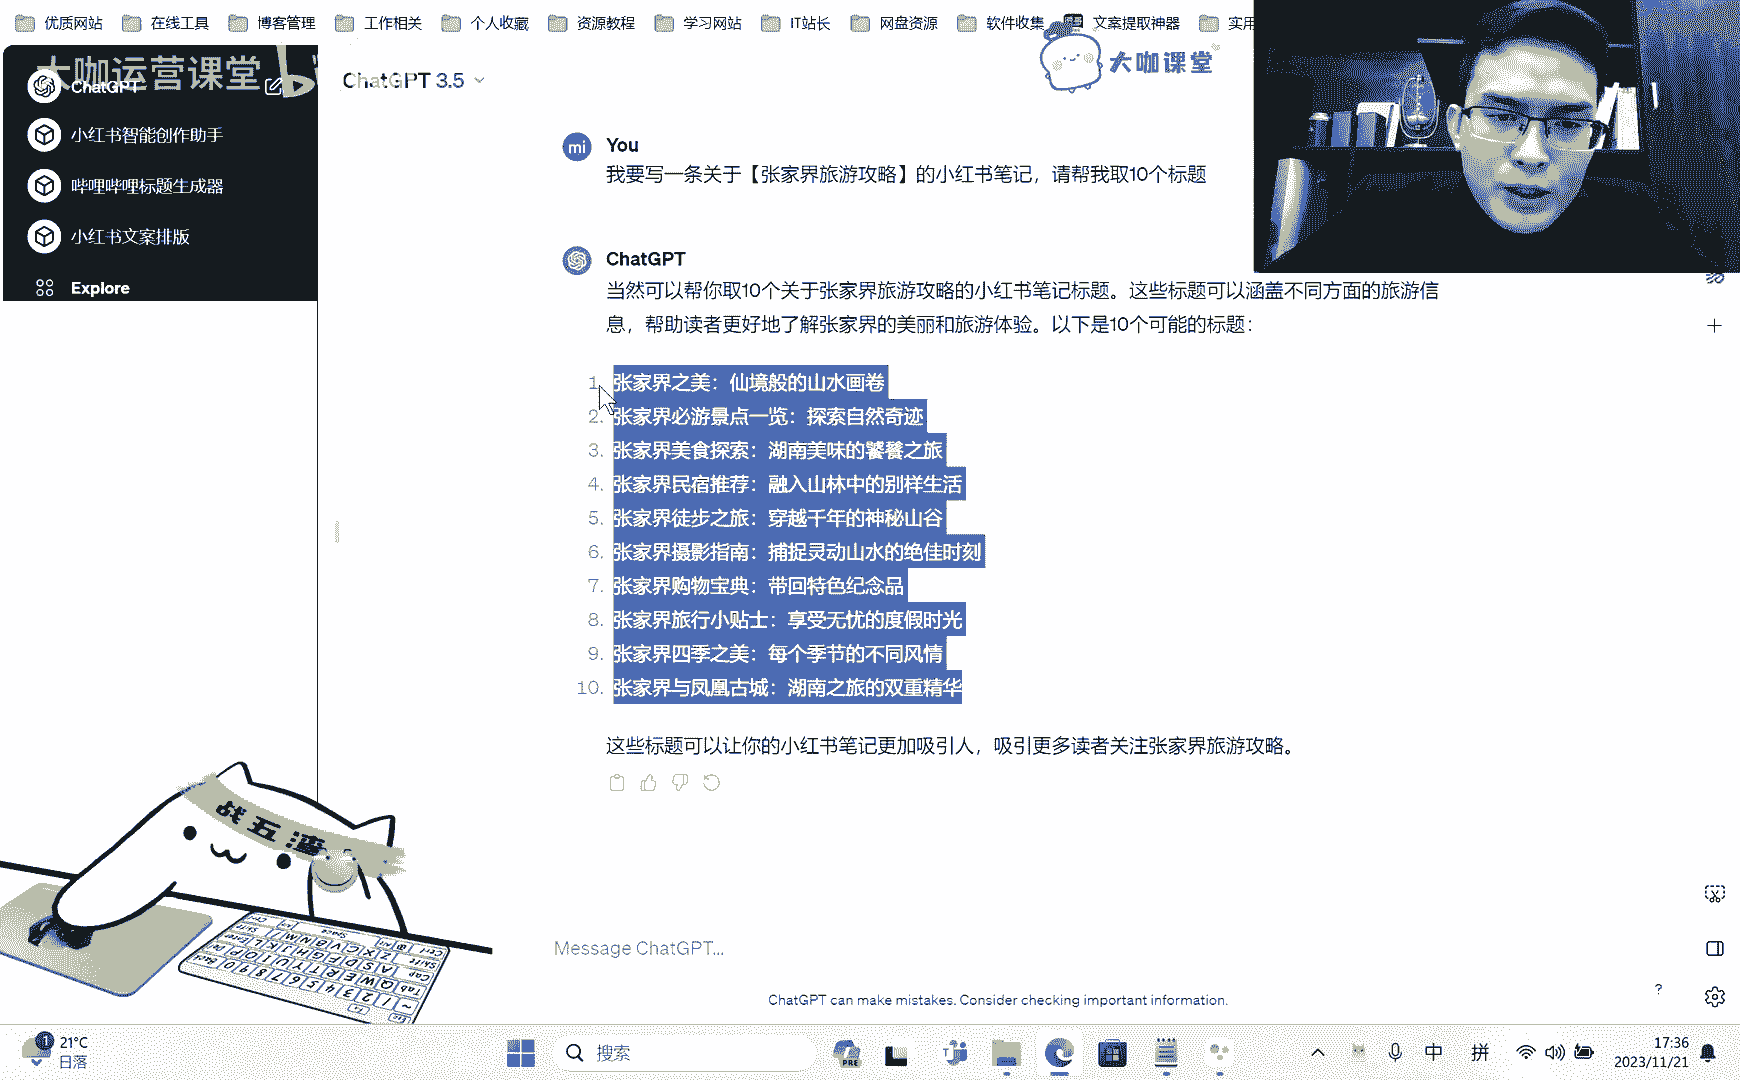 优质网站 在线工具 博客管理 工作相关 个人收藏 资源教程 学习网站 IT站长 网盘资源 软件收集 文案提取神器 实用
大咖运营课堂
ChatGPT
ChatGPT 3.5
大咖课堂
小红书智能创作助手
哔哩哔哩标题生成器
小红书文案排版
Explore
mi
You
我要写一条关于【张家界旅游攻略】的小红书笔记，请帮我取10个标题
ChatGPT
当然可以帮你取10个关于张家界旅游攻略的小红书笔记标题。这些标题可以涵盖不同方面的旅游信
息，帮助读者更好地了解张家界的美丽和旅游体验。以下是10个可能的标题：
1. 张家界之美：仙境般的山水画卷
2. 张家界必游景点一览：探索自然奇迹
3. 张家界美食探索：湖南美味的饕餮之旅
4. 张家界民宿推荐：融入山林中的别样生活
5. 张家界徒步之旅：穿越千年的神秘山谷
6. 张家界摄影指南：捕捉灵动山水的绝佳时刻
7. 张家界购物宝典：带回特色纪念品
8. 张家界旅行小贴士：享受无忧的度假时光
9. 张家界四季之美：每个季节的不同风情
10. 张家界与凤凰古城：湖南之旅的双重精华
这些标题可以让你的小红书笔记更加吸引人，吸引更多读者关注张家界旅游攻略。
战五渣
Message ChatGPT...
ChatGPT can make mistakes. Consider checking important information.
?
1
21°C
日落
搜索
PRE
中
拼
17:36
2023/11/21